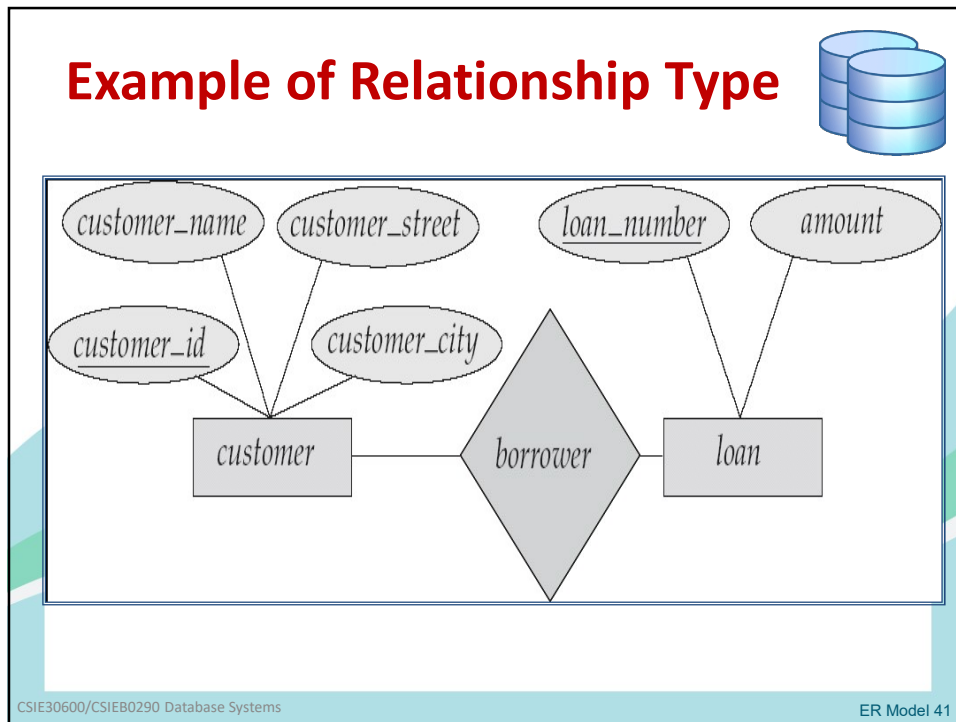 Example of Relationship Type
customer_name customer_street loan_number amount
customer_id customer_city
customer borrower loan
CSIE30600/CSIEB0290 Database Systems
ER Model 41